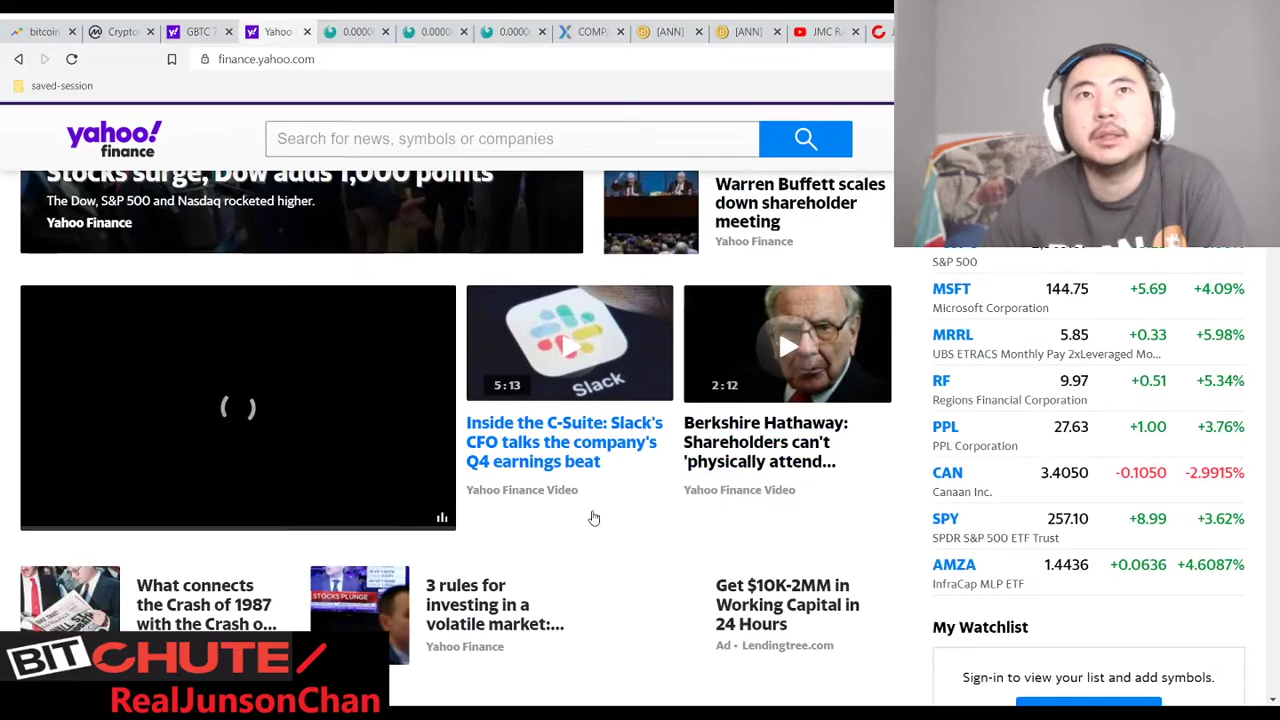 bitcoin
Crypto
GBTC 7
Yahoo
0.0000
0.0000
0.0000
COMP
[ANN]
[ANN]
JMC R
finance.yahoo.com
saved-session
yahoo!
finance
Search for news, symbols or companies
Stocks surge, Dow adds 1,000 points
The Dow, S&P 500 and Nasdaq rocketed higher.
Yahoo Finance
Warren Buffett scales
down shareholder
meeting
Yahoo Finance
S&P 500
MSFT 144.75 +5.69 +4.09%
Microsoft Corporation
MRRL 5.85 +0.33 +5.98%
UBS ETRACS Monthly Pay 2xLeveraged Mo...
RF 9.97 +0.51 +5.34%
Regions Financial Corporation
PPL 27.63 +1.00 +3.76%
PPL Corporation
CAN 3.4050 -0.1050 -2.9915%
Canaan Inc.
SPY 257.10 +8.99 +3.62%
SPDR S&P 500 ETF Trust
AMZA 1.4436 +0.0636 +4.6087%
InfraCap MLP ETF
My Watchlist
Sign-in to view your list and add symbols.
slack
5:13
Inside the C-Suite: Slack's
CFO talks the company's
Q4 earnings beat
Yahoo Finance Video
2:12
Berkshire Hathaway:
Shareholders can't
'physically attend...
Yahoo Finance Video
What connects
the Crash of 1987
with the Crash o...
STOCKS PLUNGE
3 rules for
investing in a
volatile market:...
Yahoo Finance
Get $10K-2MM in
Working Capital in
24 Hours
Ad • Lendingtree.com
BITCHUTE/
RealJunsonChan